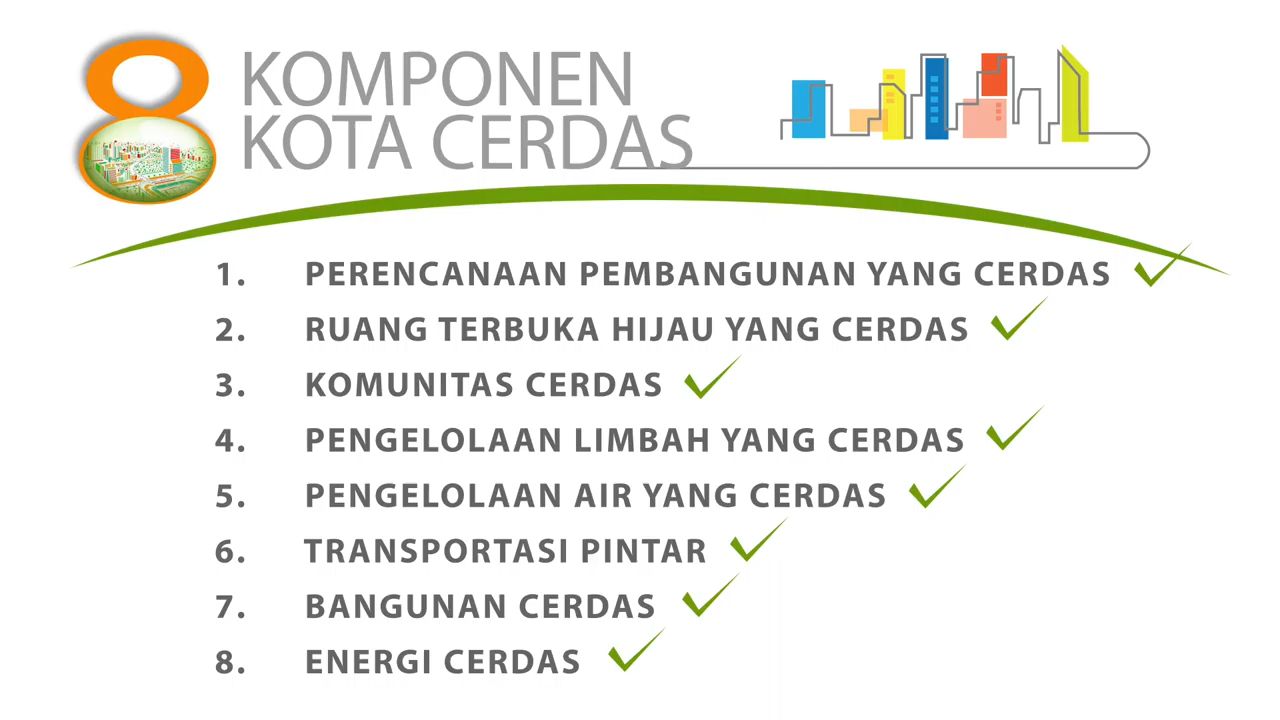 8 KOMPONEN
KOTA CERDAS
1. PERENCANAAN PEMBANGUNAN YANG CERDAS
2. RUANG TERBUKA HIJAU YANG CERDAS
3. KOMUNITAS CERDAS
4. PENGELOLAAN LIMBAH YANG CERDAS
5. PENGELOLAAN AIR YANG CERDAS
6. TRANSPORTASI PINTAR
7. BANGUNAN CERDAS
8. ENERGI CERDAS